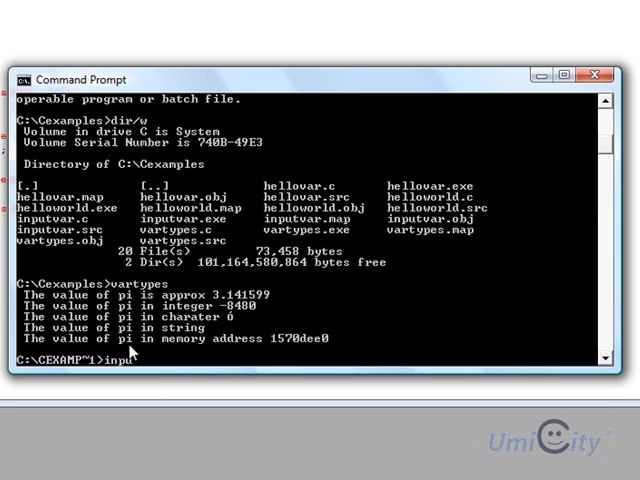 Command Prompt
operable program or batch file.
C:\Cexamples>dir/w
Volume in drive C is System
Volume Serial Number is 740B-49E3
Directory of C:\Cexamples
[.] [..] hellovar.c hellovar.exe
hellovar.map hellovar.obj hellovar.src helloworld.c
helloworld.exe helloworld.map helloworld.obj helloworld.src
inputvar.c inputvar.exe inputvar.map inputvar.obj
inputvar.src vartypes.c vartypes.exe vartypes.map
vartypes.obj vartypes.src
20 File(s) 73,458 bytes
2 Dir(s) 101,164,580,864 bytes free
C:\Cexamples>vartypes
The value of pi is approx 3.141599
The value of pi in integer -8480
The value of pi in charater ó
The value of pi in string
The value of pi in memory address 1570dee0
C:\CEXAMP~1>inpu
UmiCity